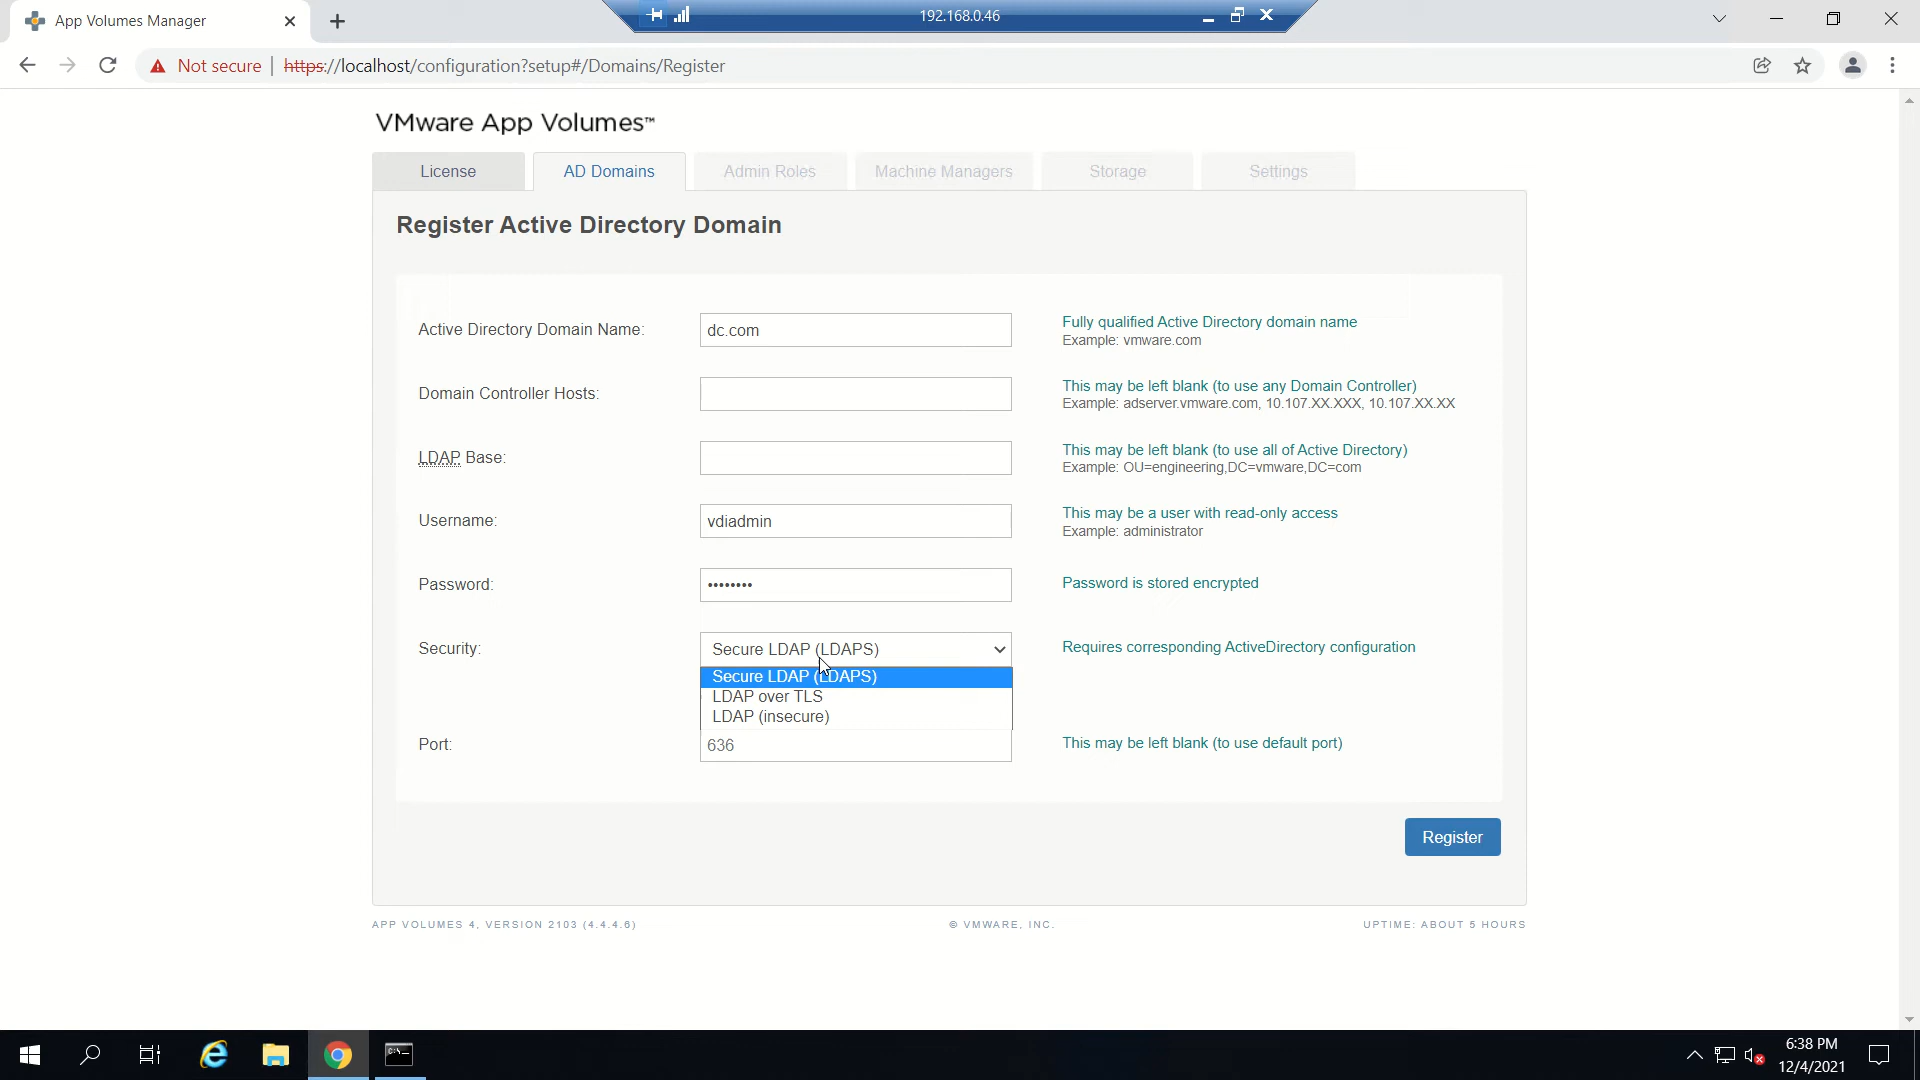 App Volumes Manager
192.168.0.46
Not secure | https://localhost/configuration?setup#/Domains/Register
VMware App Volumes™
License
AD Domains
Admin Roles
Machine Managers
Storage
Settings
Register Active Directory Domain
Active Directory Domain Name:
dc.com
Fully qualified Active Directory domain name
Example: vmware.com
Domain Controller Hosts:
This may be left blank (to use any Domain Controller)
Example: adserver.vmware.com, 10.107.XX.XXX, 10.107.XX.XX
LDAP Base:
This may be left blank (to use all of Active Directory)
Example: OU=engineering,DC=vmware,DC=com
Username:
vdiadmin
This may be a user with read-only access
Example: administrator
Password:
••••••••
Password is stored encrypted
Security:
Secure LDAP (LDAPS)
Requires corresponding ActiveDirectory configuration
Secure LDAP (LDAPS)
LDAP over TLS
LDAP (insecure)
Port:
636
This may be left blank (to use default port)
Register
APP VOLUMES 4, VERSION 2103 (4.4.4.6)
© VMWARE, INC.
UPTIME: ABOUT 5 HOURS
C:\_
6:38 PM
12/4/2021